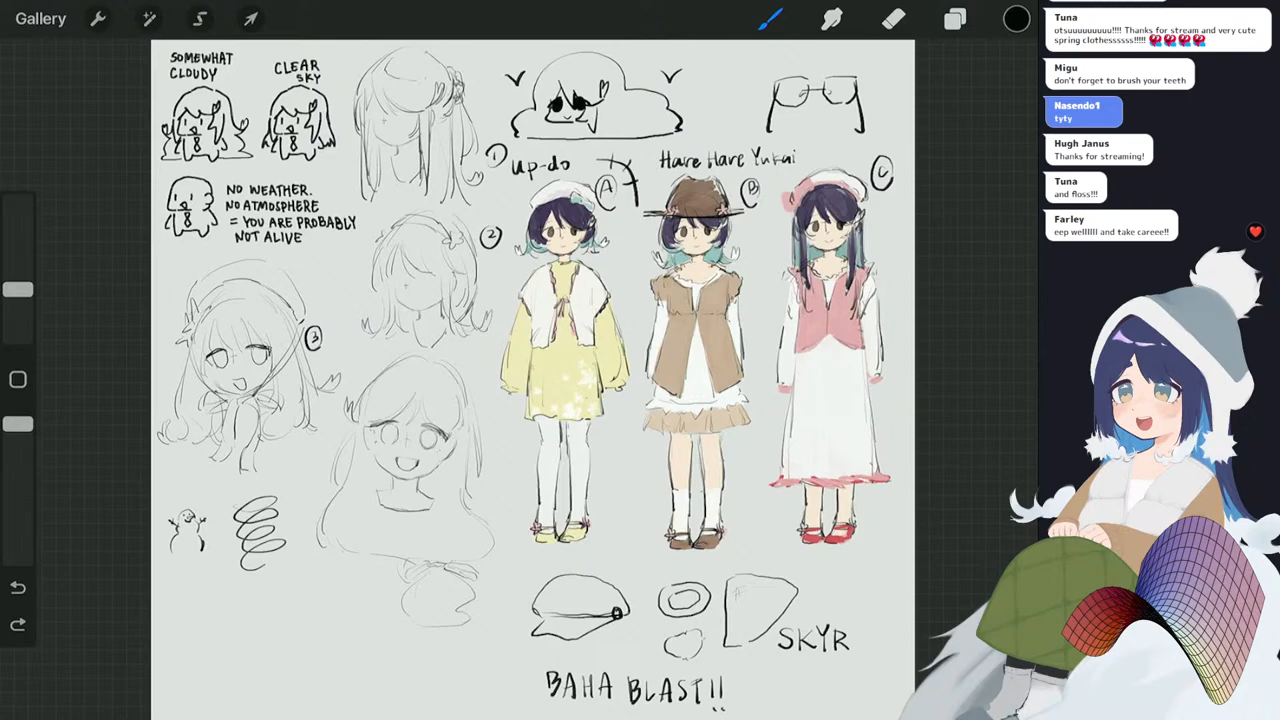 Gallery
SOMEWHAT
CLOUDY
CLEAR
SKY
NO WEATHER.
NO ATMOSPHERE
= YOU ARE PROBABLY
NOT ALIVE
① Up-do
Hare Hare Yukai
Ⓐ
Ⓑ
Ⓒ
②
③
SKYR
BAHA BLAST!!
Tuna
otsuuuuuuuu!!!! Thanks for stream and very cute
spring clothesssssss!!!!!
Migu
don't forget to brush your teeth
Nasendo1
tyty
Hugh Janus
Thanks for streaming!
Tuna
and floss!!!
Farley
eep wellllll and take careee!!